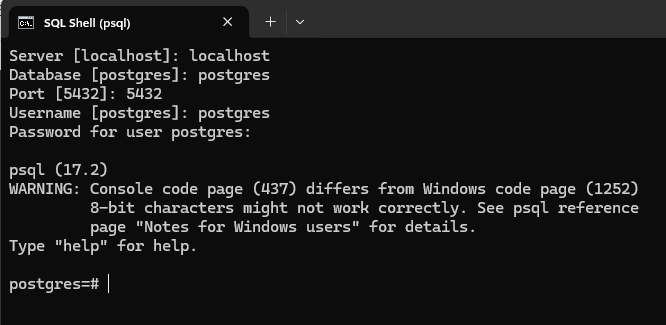 SQL Shell (psql)
Server [localhost]: localhost
Database [postgres]: postgres
Port [5432]: 5432
Username [postgres]: postgres
Password for user postgres:
psql (17.2)
WARNING: Console code page (437) differs from Windows code page (1252)
8-bit characters might not work correctly. See psql reference
page "Notes for Windows users" for details.
Type "help" for help.
postgres=#